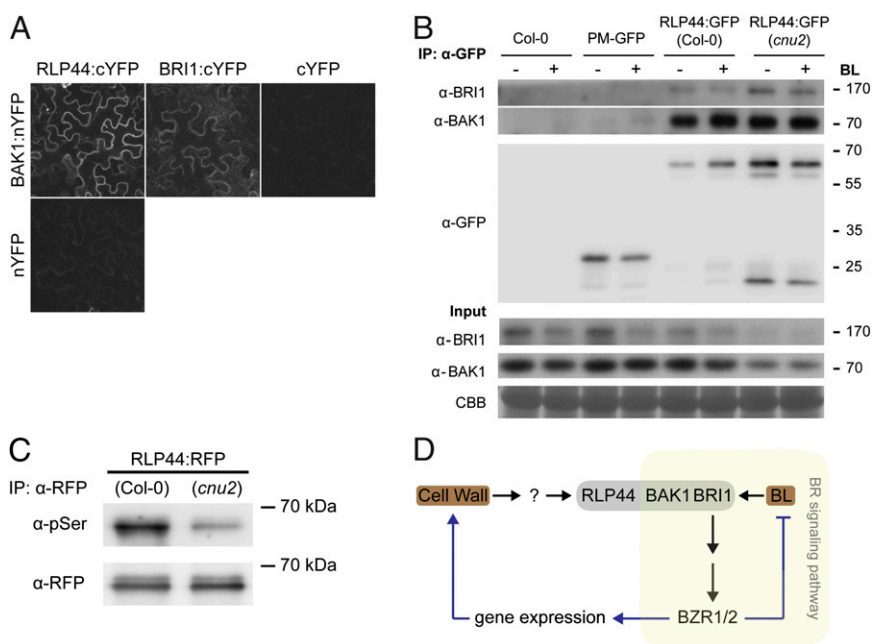 A
RLP44:cYFP BRI1:cYFP cYFP
BAK1::nYFP
nYFP
B
Col-0 PM-GFP RLP44:GFP (Col-0) RLP44:GFP (cnu2)
IP: α-GFP
- + - + - + - + BL
α-BRI1 - 170
α-BAK1 - 70
- 70
- 55
α-GFP
- 35
- 25
Input
α-BRI1 - 170
α-BAK1 - 70
CBB
C
RLP44:RFP
IP: α-RFP (Col-0) (cnu2)
α-pSer – 70 kDa
α-RFP – 70 kDa
D
Cell Wall ? RLP44 BAK1 BRI1 BL
gene expression BZR1/2
BR signaling pathway